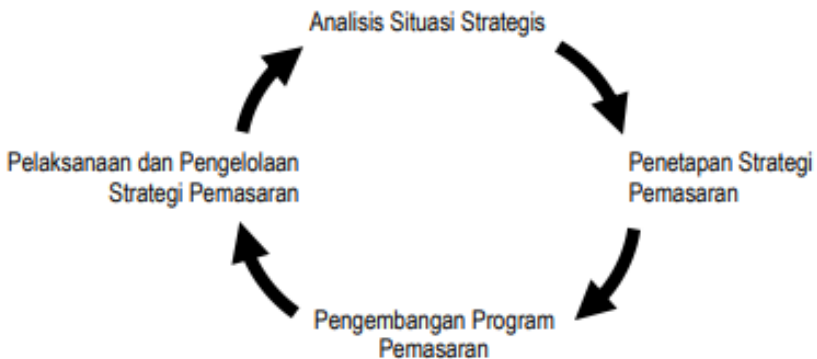 Analisis Situasi Strategis
Penetapan Strategi
Pemasaran
Pengembangan Program
Pemasaran
Pelaksanaan dan Pengelolaan
Strategi Pemasaran